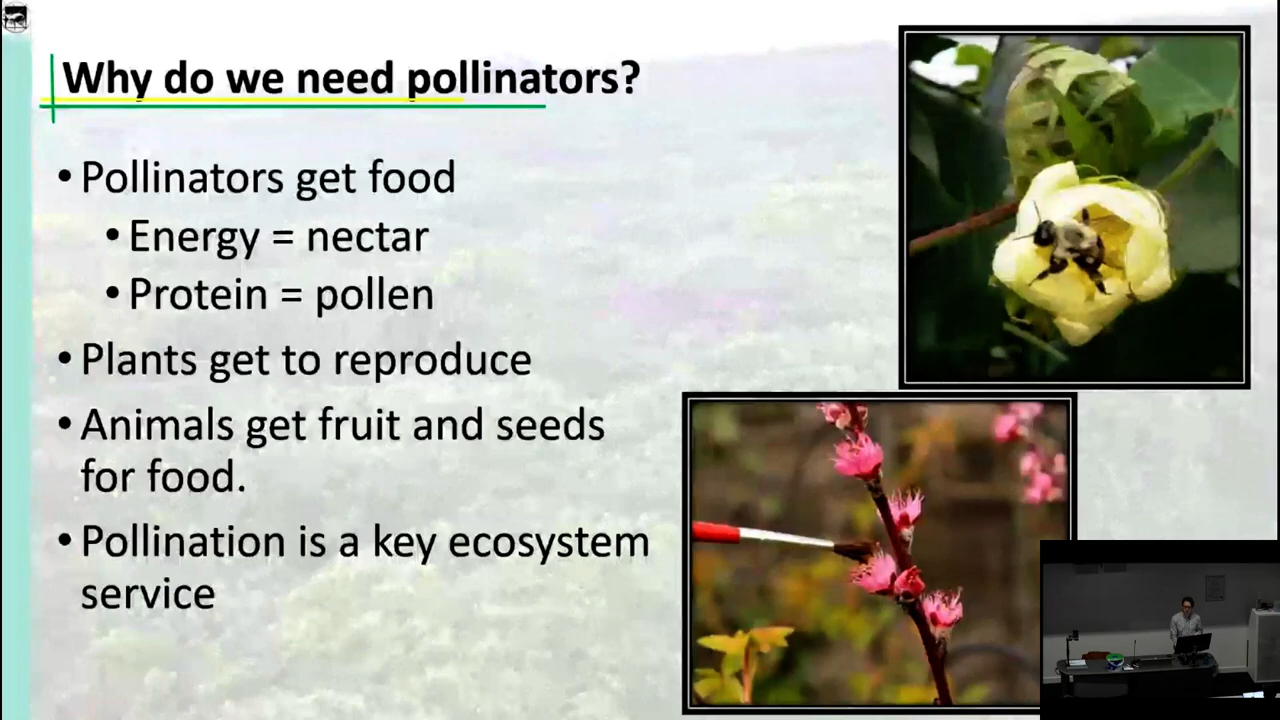 Why do we need pollinators?
• Pollinators get food
• Energy = nectar
• Protein = pollen
• Plants get to reproduce
• Animals get fruit and seeds
for food.
• Pollination is a key ecosystem
service